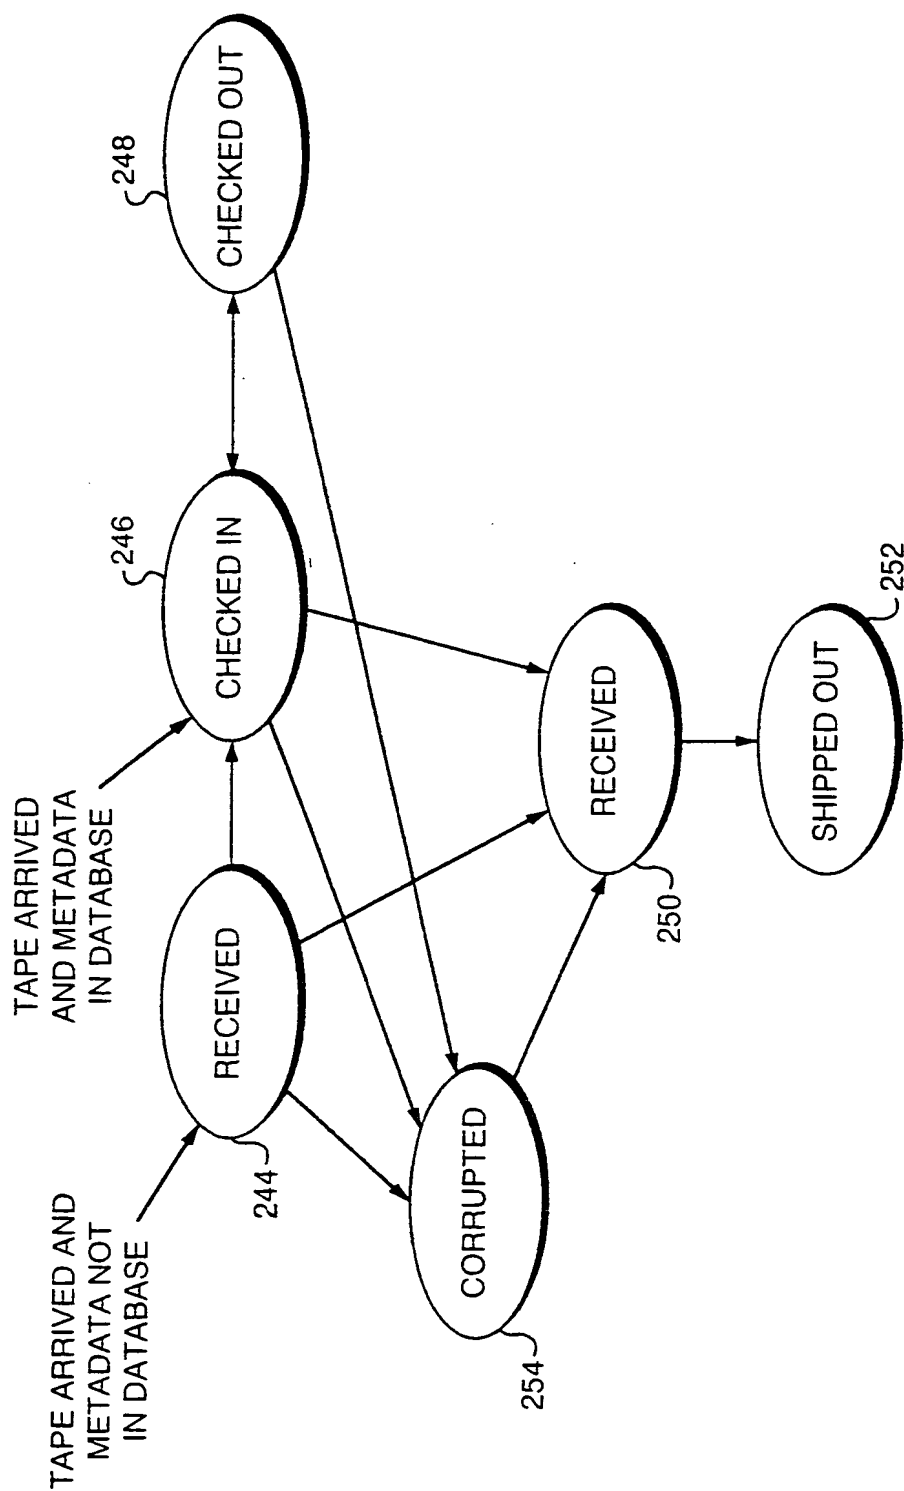 TAPE ARRIVED AND
METADATA NOT
IN DATABASE
TAPE ARRIVED
AND METADATA
IN DATABASE
244
RECEIVED
246
CHECKED IN
248
CHECKED OUT
254
CORRUPTED
250
RECEIVED
252
SHIPPED OUT